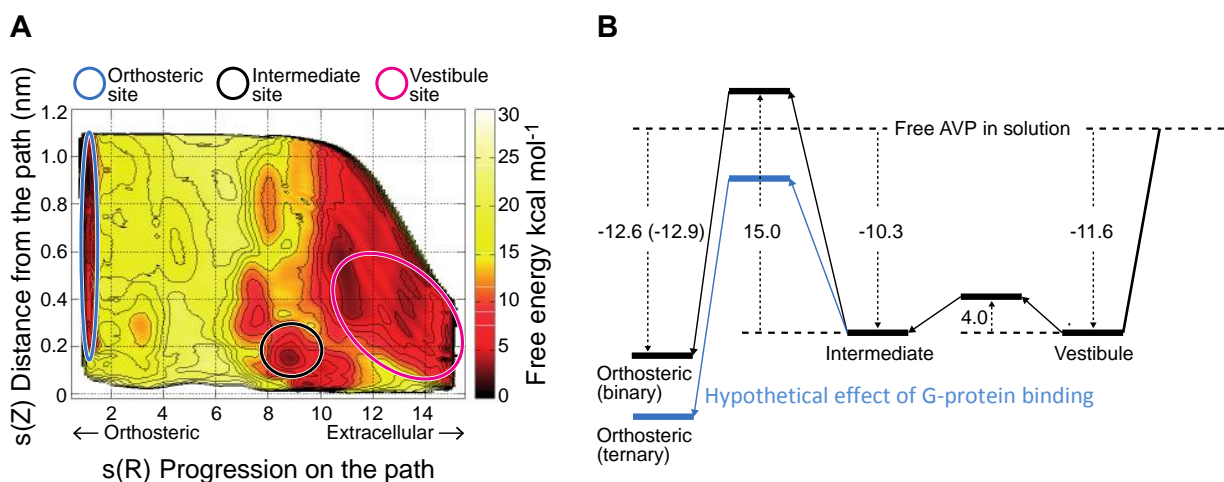 A
Orthosteric site
Intermediate site
Vestibule site
s(Z) Distance from the path (nm)
1.2
1.0
0.8
0.6
0.4
0.2
0
2 4 6 8 10 12 14
← Orthosteric
Extracellular →
s(R) Progression on the path
30
25
20
15
10
5
0
Free energy kcal mol-1
B
Free AVP in solution
-12.6 (-12.9)
15.0
-10.3
-11.6
4.0
Intermediate
Vestibule
Orthosteric
(binary)
Hypothetical effect of G-protein binding
Orthosteric
(ternary)